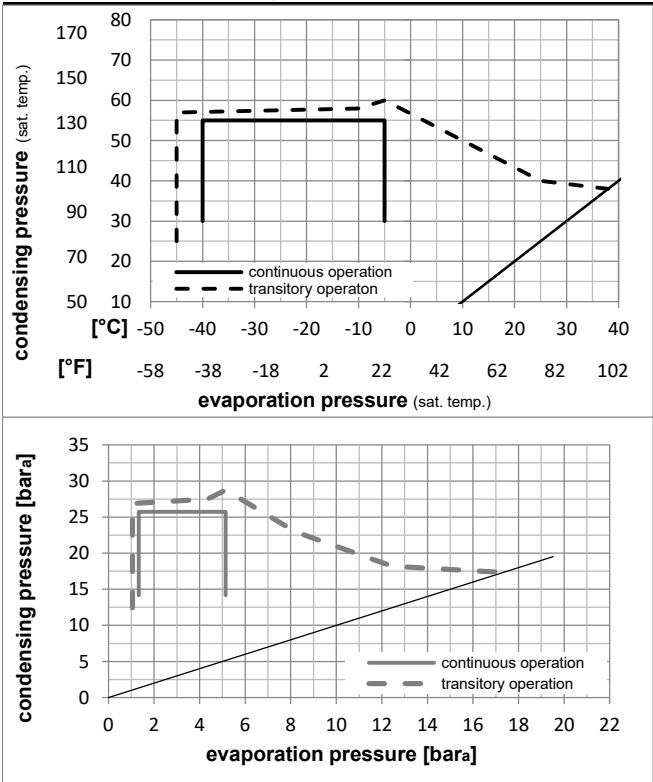 170
150
130
110
90
70
50
80
70
60
50
40
30
20
10
condensing pressure (sat. temp.)
continuous operation
transitory operaton
[°C] -50 -40 -30 -20 -10 0 10 20 30 40
[°F] -58 -38 -18 2 22 42 62 82 102
evaporation pressure (sat. temp.)
35
30
25
20
15
10
5
0
condensing pressure [bara]
continuous operation
transitory operation
0 2 4 6 8 10 12 14 16 18 20 22
evaporation pressure [bara]